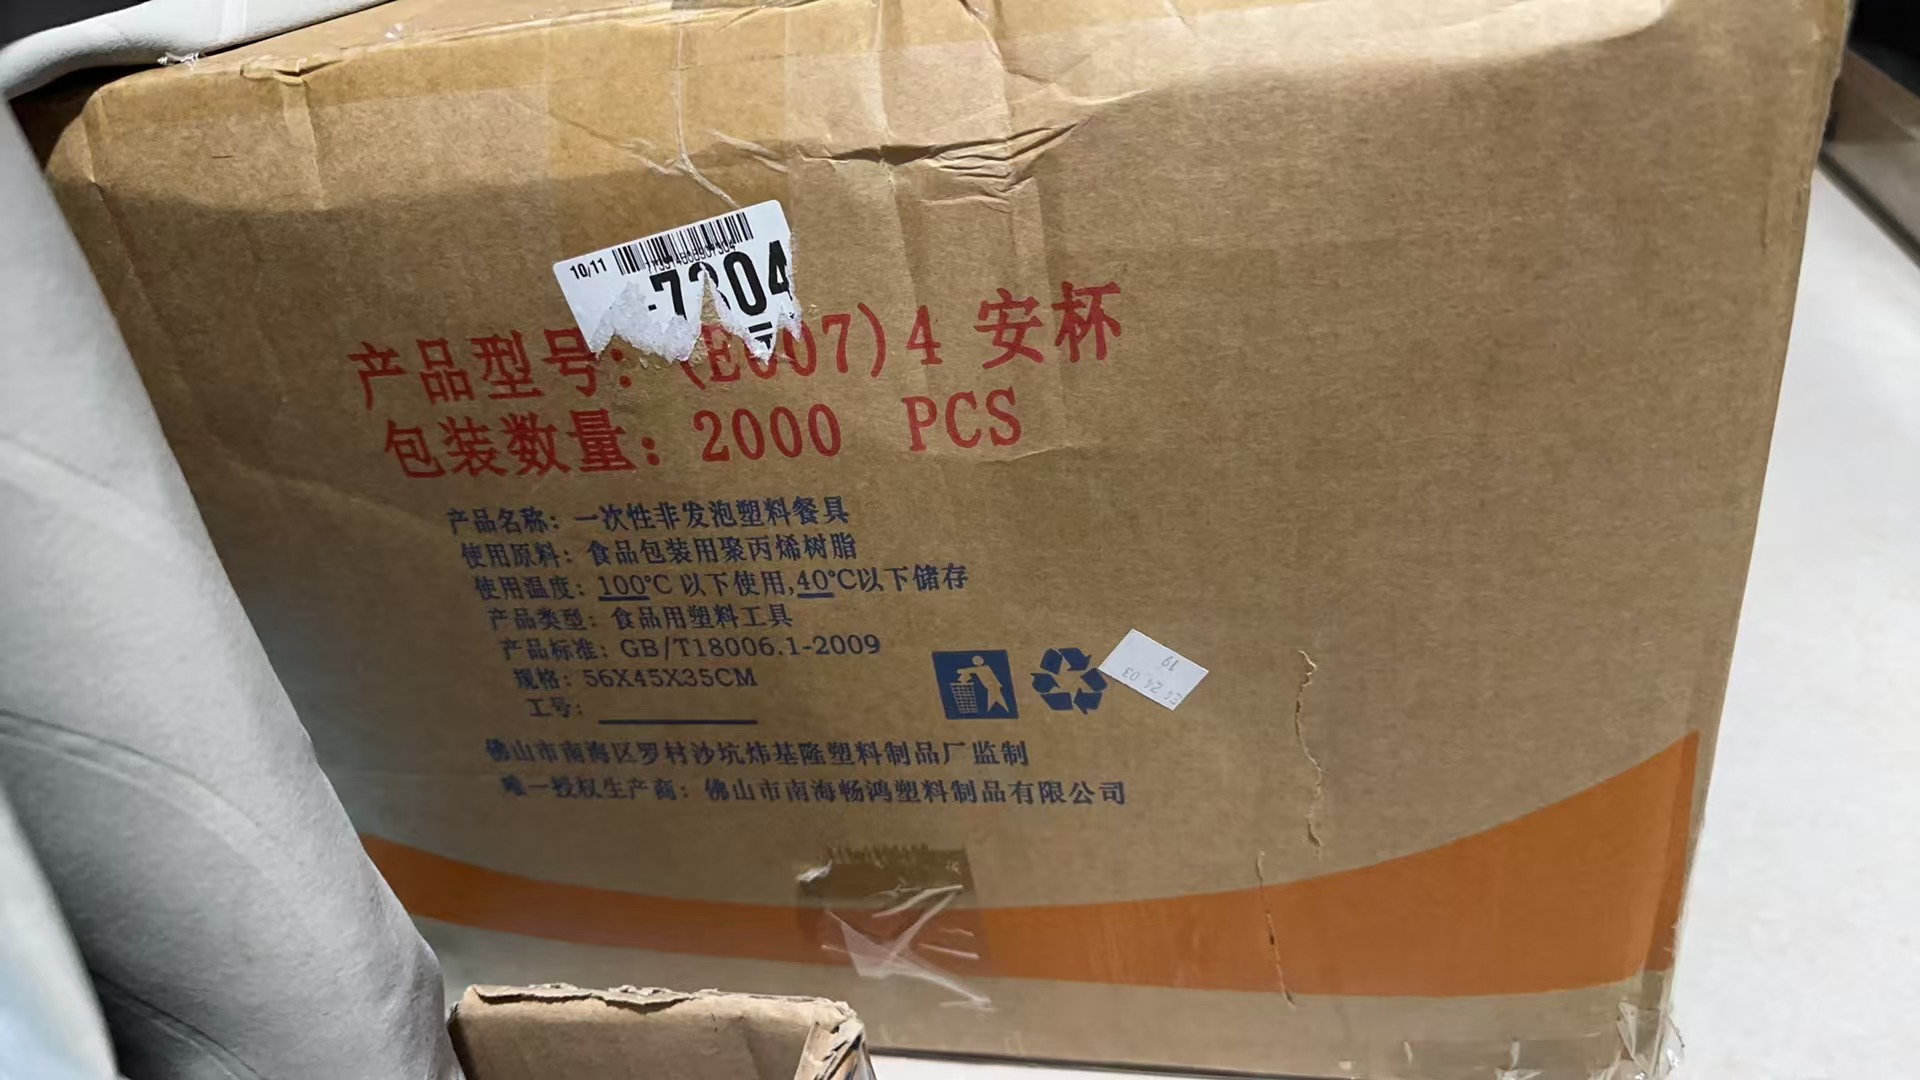 10/11
产品型号: (E007)4 安杯
包装数量: 2000 PCS
产品名称: 一次性非发泡塑料餐具
使用原料: 食品包装用聚丙烯树脂
使用温度: 100℃ 以下使用,40℃以下储存
产品类型: 食品用塑料工具
产品标准: GB/T18006.1-2009
规格: 56X45X35CM
工号:
佛山市南海区罗村沙坑炜基隆塑料制品厂监制
唯一授权生产商: 佛山市南海畅鸿塑料制品有限公司